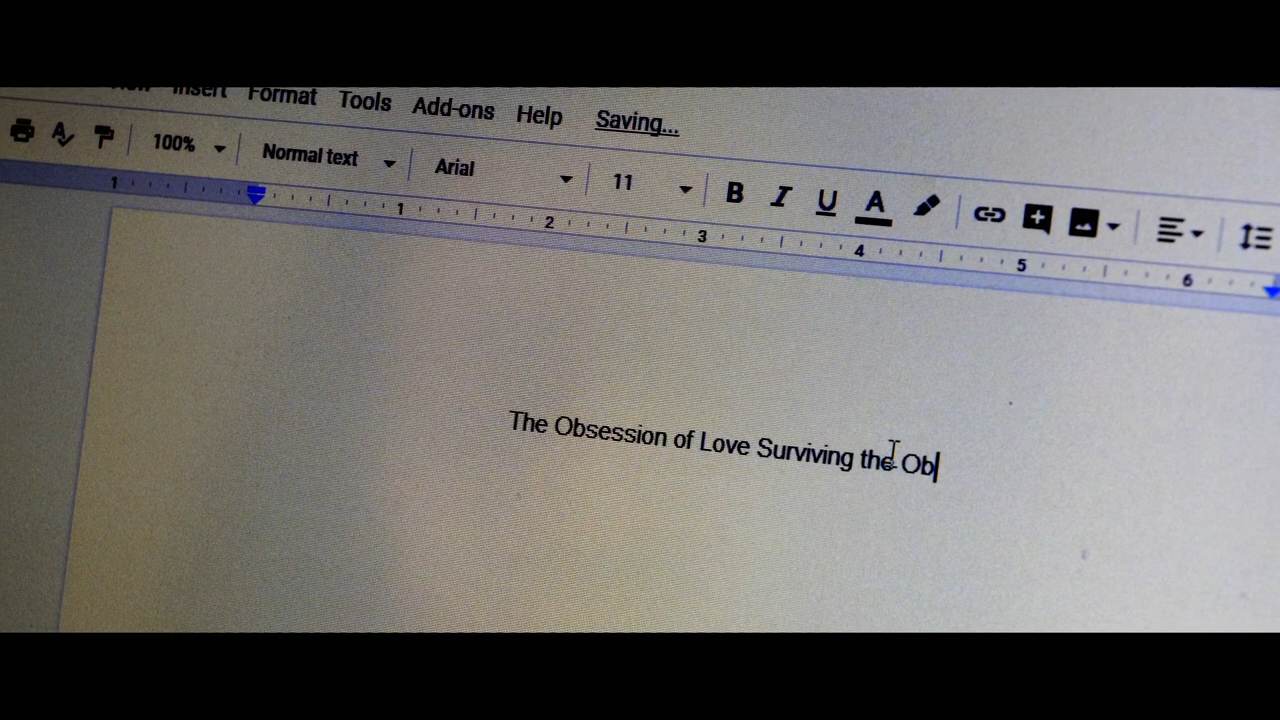 Insert Format Tools Add-ons Help Saving...
100% Normal text Arial 11 B I U A
1 1 2 3 4 5 6
The Obsession of Love Surviving the Ob